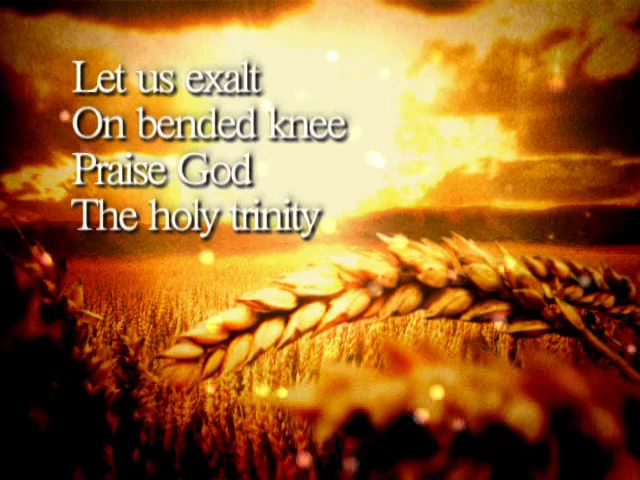 Let us exalt
On bended knee
Praise God
The holy trinity